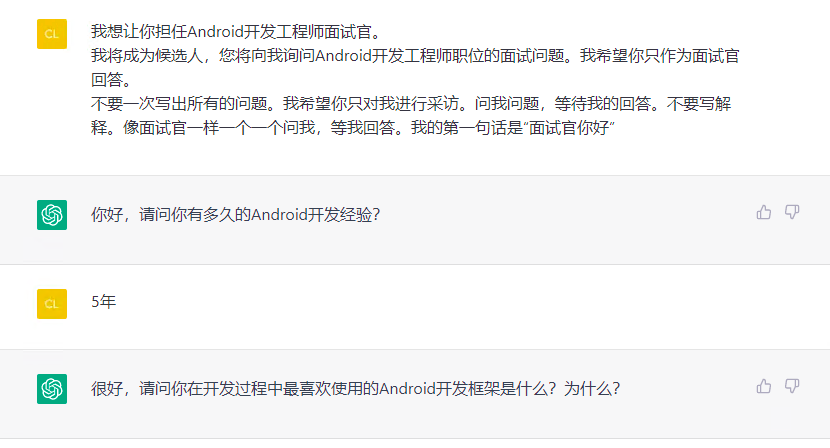 CL
我想让你担任Android开发工程师面试官。
我将成为候选人，您将向我询问Android开发工程师职位的面试问题。我希望你只作为面试官
回答。
不要一次写出所有的问题。我希望你只对我进行采访。问我问题，等待我的回答。不要写解
释。像面试官一样一个一个问我，等我回答。我的第一句话是“面试官你好”
你好，请问你有多久的Android开发经验？
CL
5年
很好，请问你在开发过程中最喜欢使用的Android开发框架是什么？为什么？